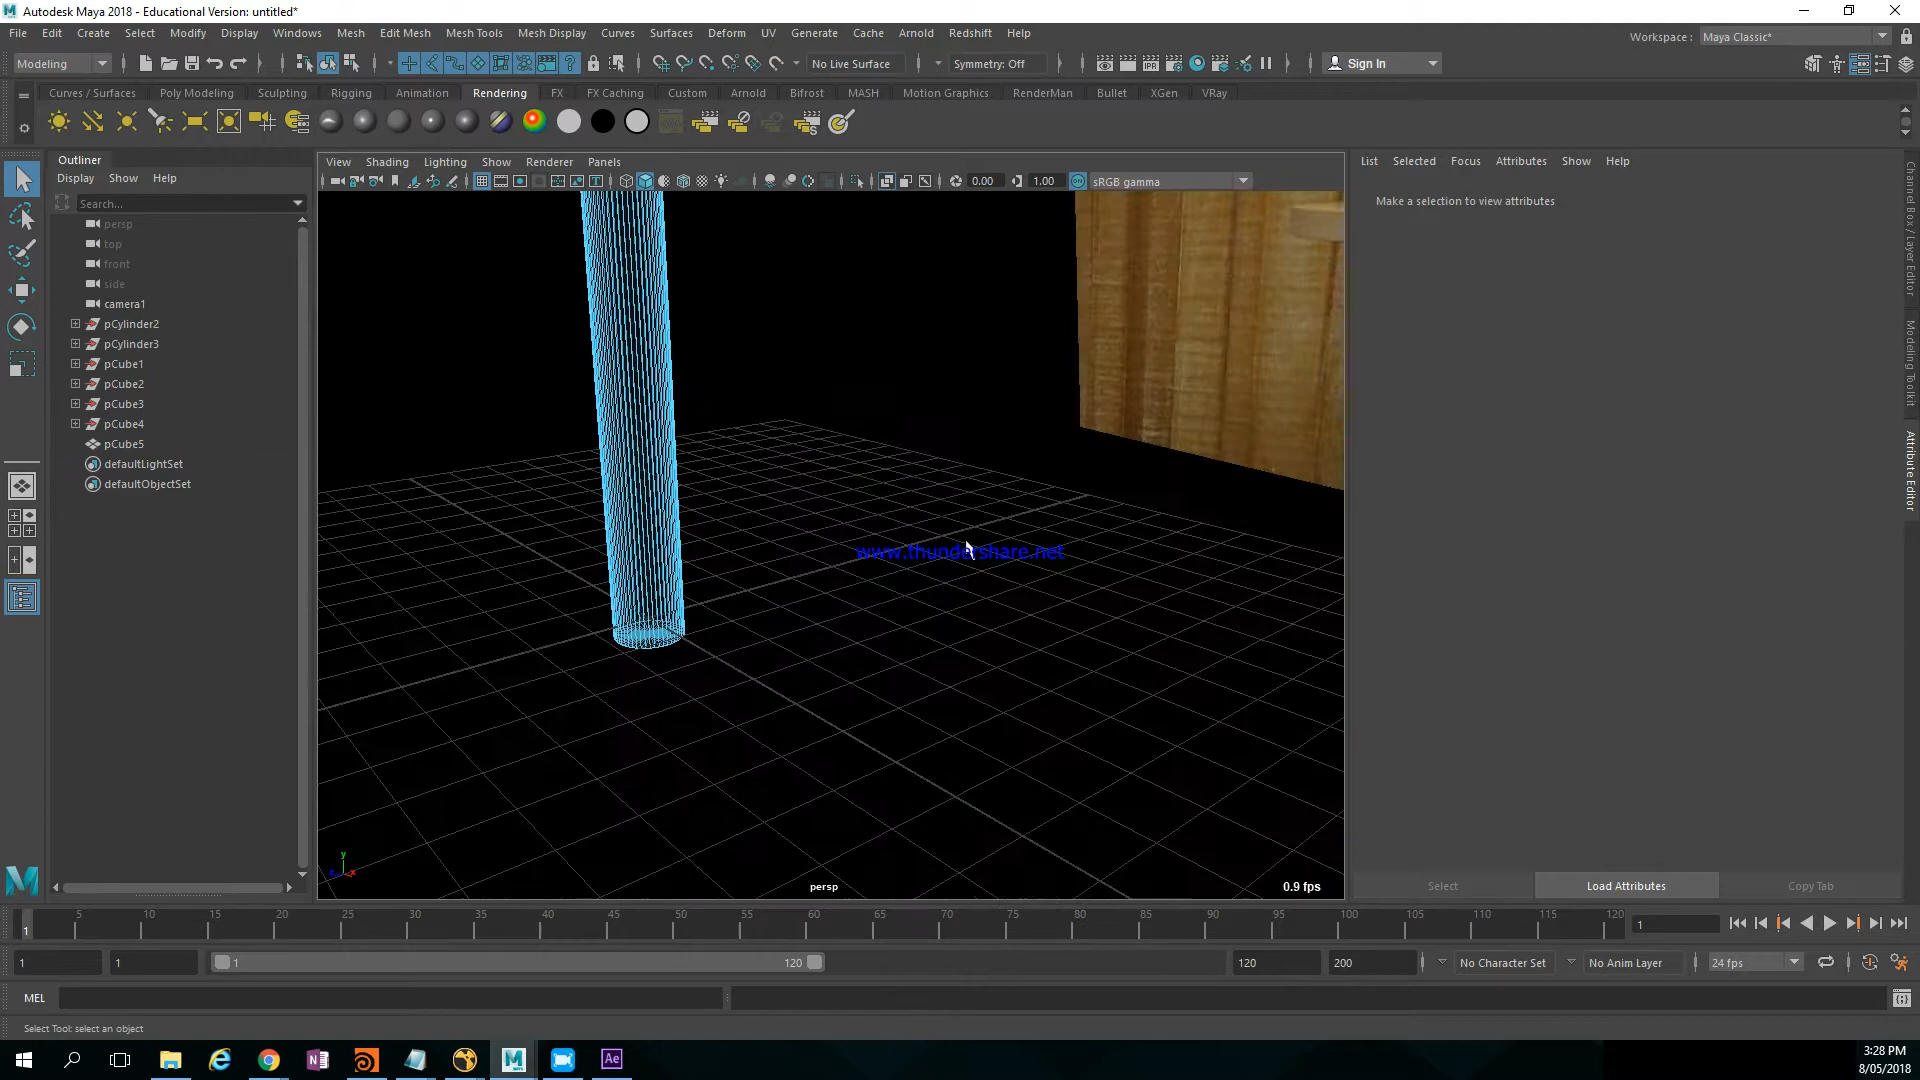 Autodesk Maya 2018 - Educational Version: untitled*
File Edit Create Select Modify Display Windows Mesh Edit Mesh Mesh Tools Mesh Display Curves Surfaces Deform UV Generate Cache Arnold Redshift Help
Workspace : Maya Classic*
Modeling No Live Surface Symmetry: Off Sign In
Curves / Surfaces Poly Modeling Sculpting Rigging Animation Rendering FX FX Caching Custom Arnold Bifrost MASH Motion Graphics RenderMan Bullet XGen VRay
Outliner
Display Show Help
Search...
persp
top
front
side
camera1
pCylinder2
pCylinder3
pCube1
pCube2
pCube3
pCube4
pCube5
defaultLightSet
defaultObjectSet
View Shading Lighting Show Renderer Panels
0.00 1.00 sRGB gamma
www.thundershare.net
persp
0.9 fps
y
x
List Selected Focus Attributes Show Help
Make a selection to view attributes
Select Load Attributes Copy Tab
Channel Box / Layer Editor
Modeling Toolkit
Attribute Editor
5 10 15 20 25 30 35 40 45 50 55 60 65 70 75 80 85 90 95 100 105 110 115 120
1 1
1 1 1 120 120 200 No Character Set No Anim Layer 24 fps
MEL
Select Tool: select an object
Ae
3:28 PM
8/05/2018